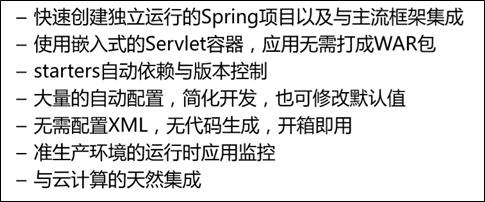 – 快速创建独立运行的Spring项目以及与主流框架集成
– 使用嵌入式的Servlet容器，应用无需打成WAR包
– starters自动依赖与版本控制
– 大量的自动配置，简化开发，也可修改默认值
– 无需配置XML，无代码生成，开箱即用
– 准生产环境的运行时应用监控
– 与云计算的天然集成